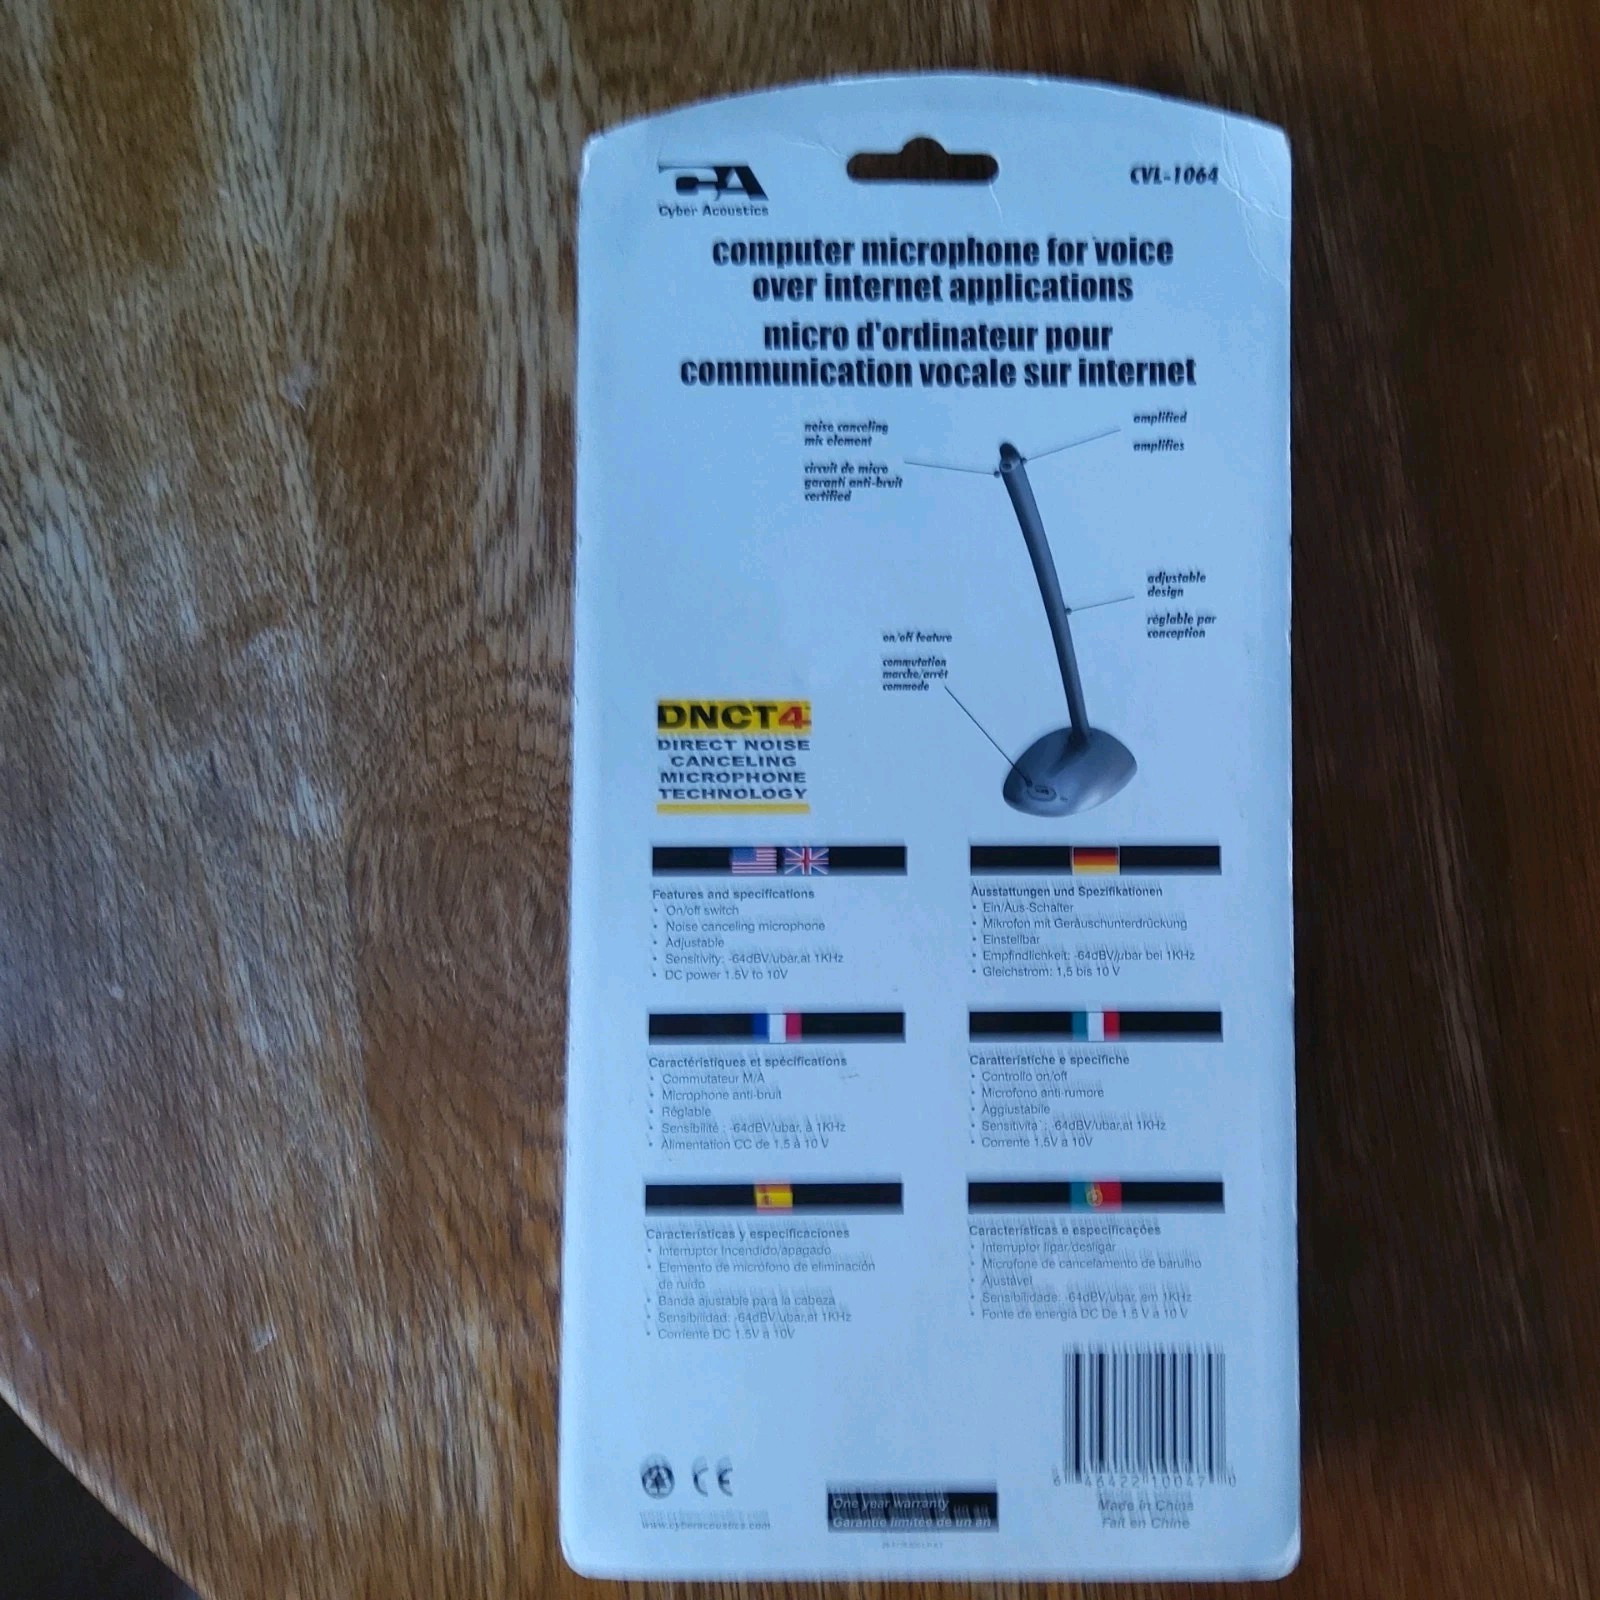 CA
Cyber Acoustics
CVL-1064
computer microphone for voice
over internet applications
micro d'ordinateur pour
communication vocale sur internet
noise canceling
mic element
circuit de micro
garanti anti-bruit
certified
amplified
amplifies
adjustable
design
réglable par
conception
on/off feature
commutation
marche/arrêt
commode
DNCT4
DIRECT NOISE
CANCELING
MICROPHONE
TECHNOLOGY
Features and specifications
• On/off switch
• Noise canceling microphone
• Adjustable
• Sensitivity: -64dBV/ubar,at 1KHz
• DC power 1.5V to 10V
Ausstattungen und Spezifikationen
• Ein/Aus-Schalter
• Mikrofon mit Geräuschunterdrückung
• Einstellbar
• Empfindlichkeit: -64dBV/µbar bei 1KHz
• Gleichstrom: 1,5 bis 10 V
Caractéristiques et spécifications
• Commutateur M/A
• Microphone anti-bruit
• Réglable
• Sensibilité : -64dBV/ubar, à 1KHz
• Alimentation CC de 1.5 à 10 V
Caratteristiche e specifiche
• Controllo on/off
• Microfono anti-rumore
• Aggiustabile
• Sensitivita` : -64dBV/ubar,at 1KHz
• Corrente 1,5V a 10V
Características y especificaciones
• Interruptor Incendido/apagado
• Elemento de micrófono de eliminación
de ruido
• Banda ajustable para la cabeza
• Sensibilidad: -64dBV/ubar,at 1KHz
• Corriente DC 1.5V a 10V
Características e especificações
• Interruptor ligar/desligar
• Microfone de cancelamento de barulho
• Ajustável
• Sensibilidade: -64dBV/ubar, em 1KHz
• Fonte de energia DC De 1.5 V a 10 V
6 46422 10047 0
CE
www.cyberacoustics.com
One year warranty
Garantie limitée de un an
Made in China
Fait en Chine